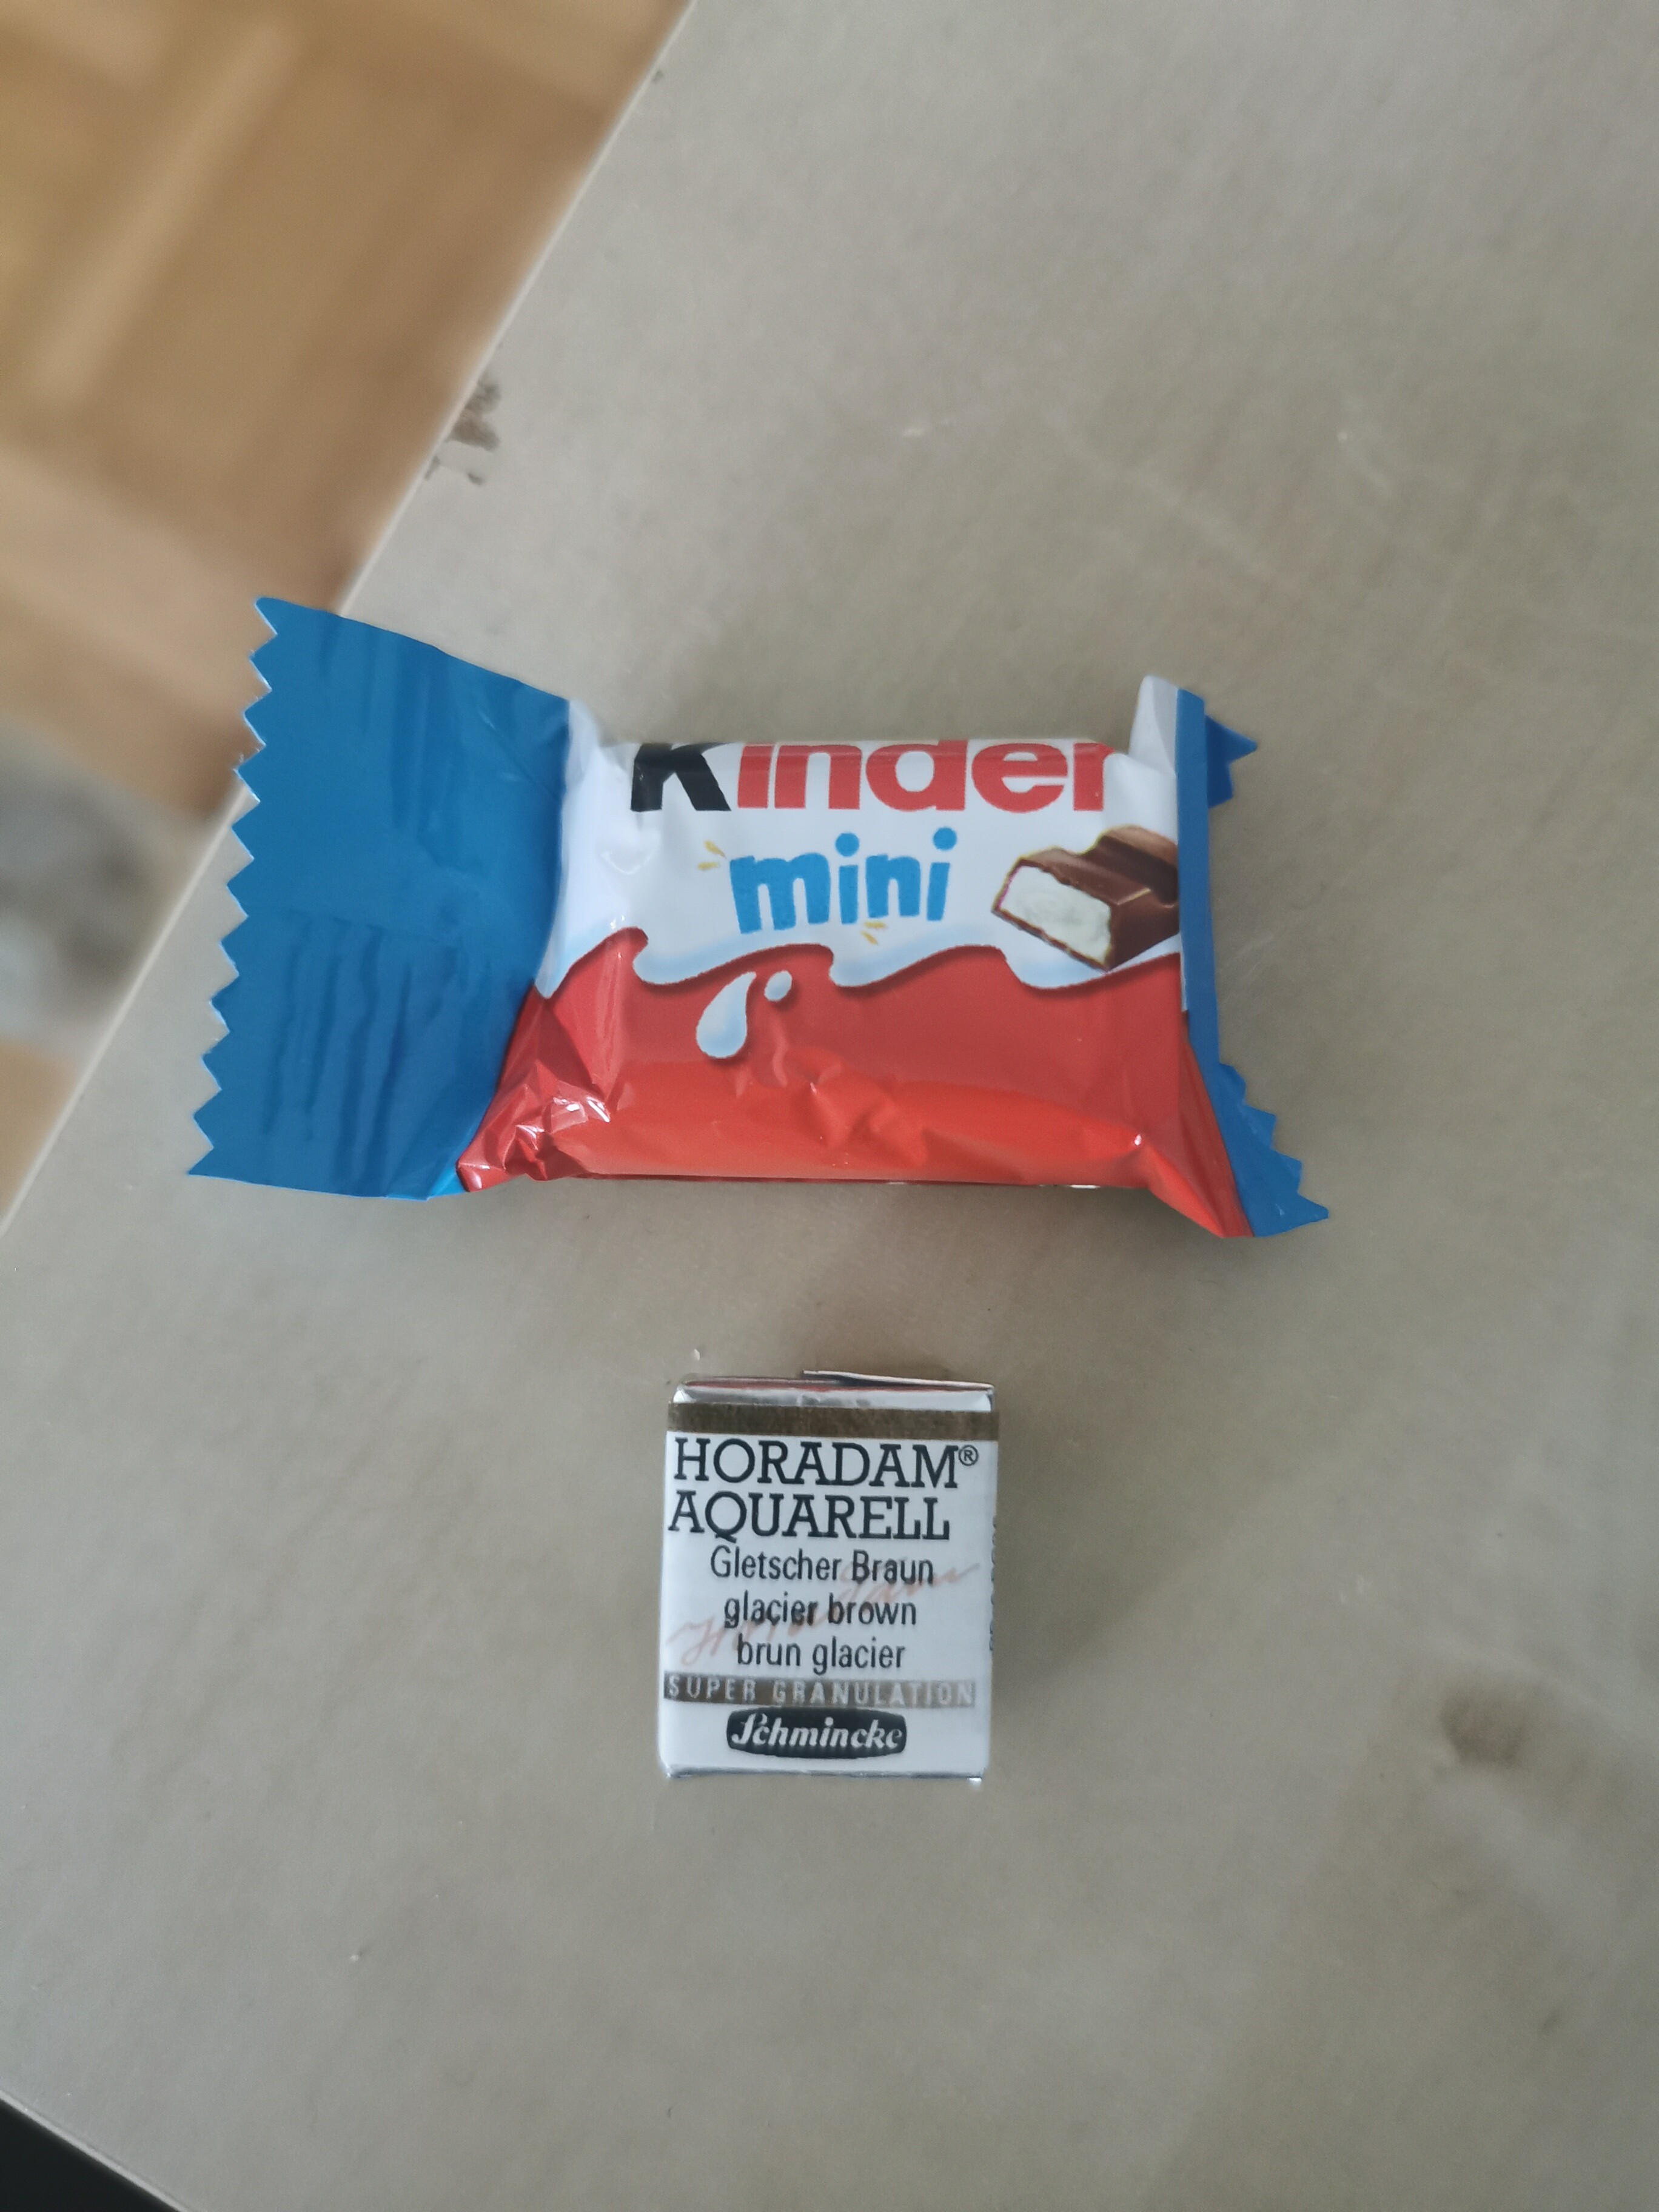 Kinder
mini
HORADAM®
AQUARELL
Gletscher Braun
glacier brown
brun glacier
SUPER GRANULATION
Schmincke